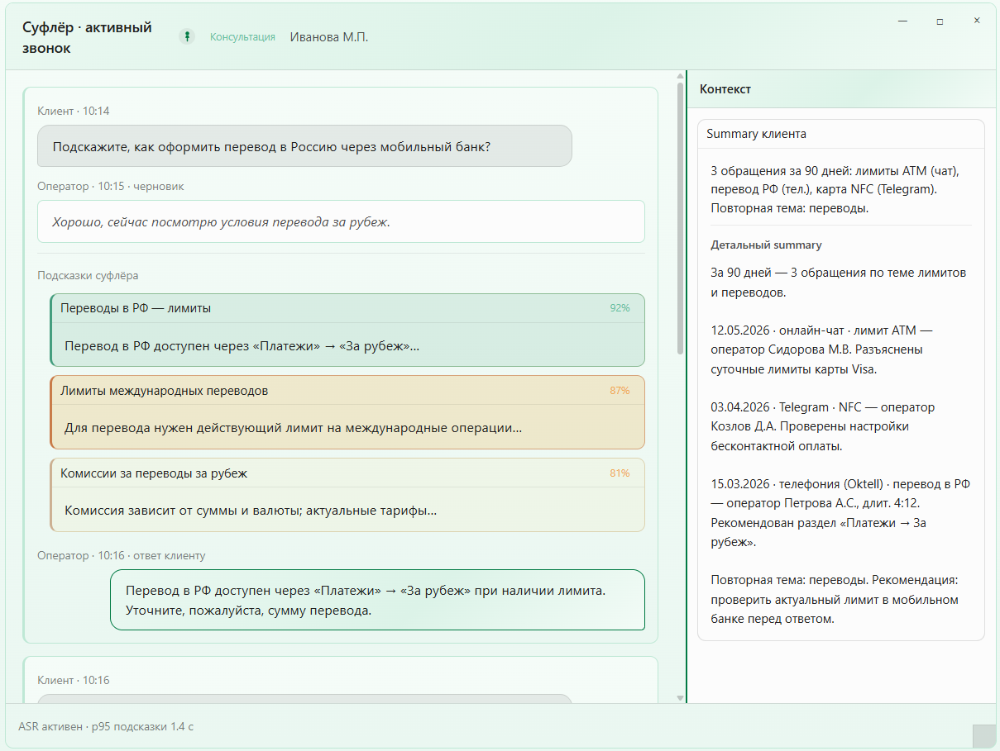 Суфлёр · активный
звонок
Консультация
Иванова М.П.
Клиент · 10:14
Подскажите, как оформить перевод в Россию через мобильный банк?
Оператор · 10:15 · черновик
Хорошо, сейчас посмотрю условия перевода за рубеж.
Подсказки суфлёра
Переводы в РФ — лимиты 92%
Перевод в РФ доступен через «Платежи» → «За рубеж»...
Лимиты международных переводов 87%
Для перевода нужен действующий лимит на международные операции...
Комиссии за переводы за рубеж 81%
Комиссия зависит от суммы и валюты; актуальные тарифы...
Оператор · 10:16 · ответ клиенту
Перевод в РФ доступен через «Платежи» → «За рубеж» при наличии лимита.
Уточните, пожалуйста, сумму перевода.
Клиент · 10:16
Контекст
Summary клиента
3 обращения за 90 дней: лимиты ATM (чат),
перевод РФ (тел.), карта NFC (Telegram).
Повторная тема: переводы.
Детальный summary
За 90 дней — 3 обращения по теме лимитов
и переводов.
12.05.2026 · онлайн-чат · лимит ATM —
оператор Сидорова М.В. Разъяснены
суточные лимиты карты Visa.
03.04.2026 · Telegram · NFC — оператор
Козлов Д.А. Проверены настройки
бесконтактной оплаты.
15.03.2026 · телефония (Oktell) · перевод в РФ
— оператор Петрова А.С., длит. 4:12.
Рекомендован раздел «Платежи → За
рубеж».
Повторная тема: переводы. Рекомендация:
проверить актуальный лимит в мобильном
банке перед ответом.
ASR активен · p95 подсказки 1.4 с